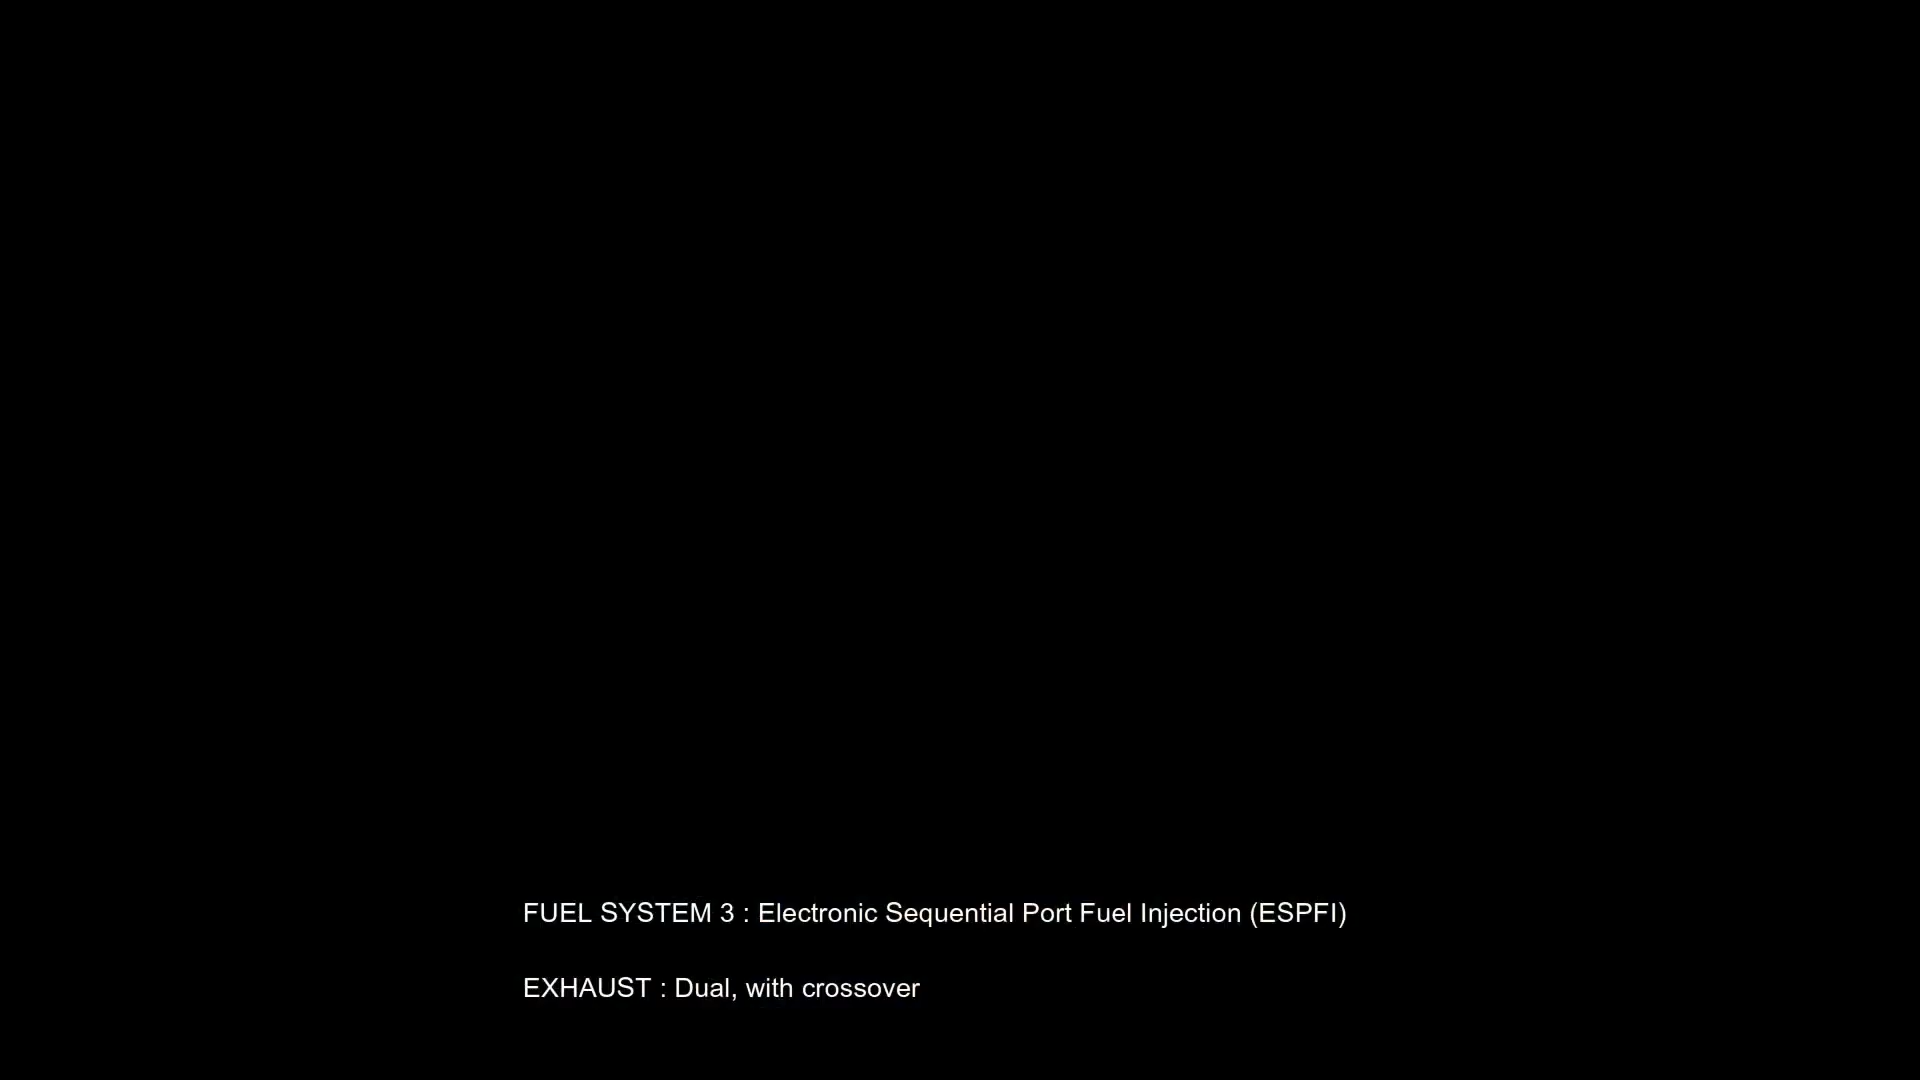 FUEL SYSTEM 3 : Electronic Sequential Port Fuel Injection (ESPFI)
EXHAUST : Dual, with crossover